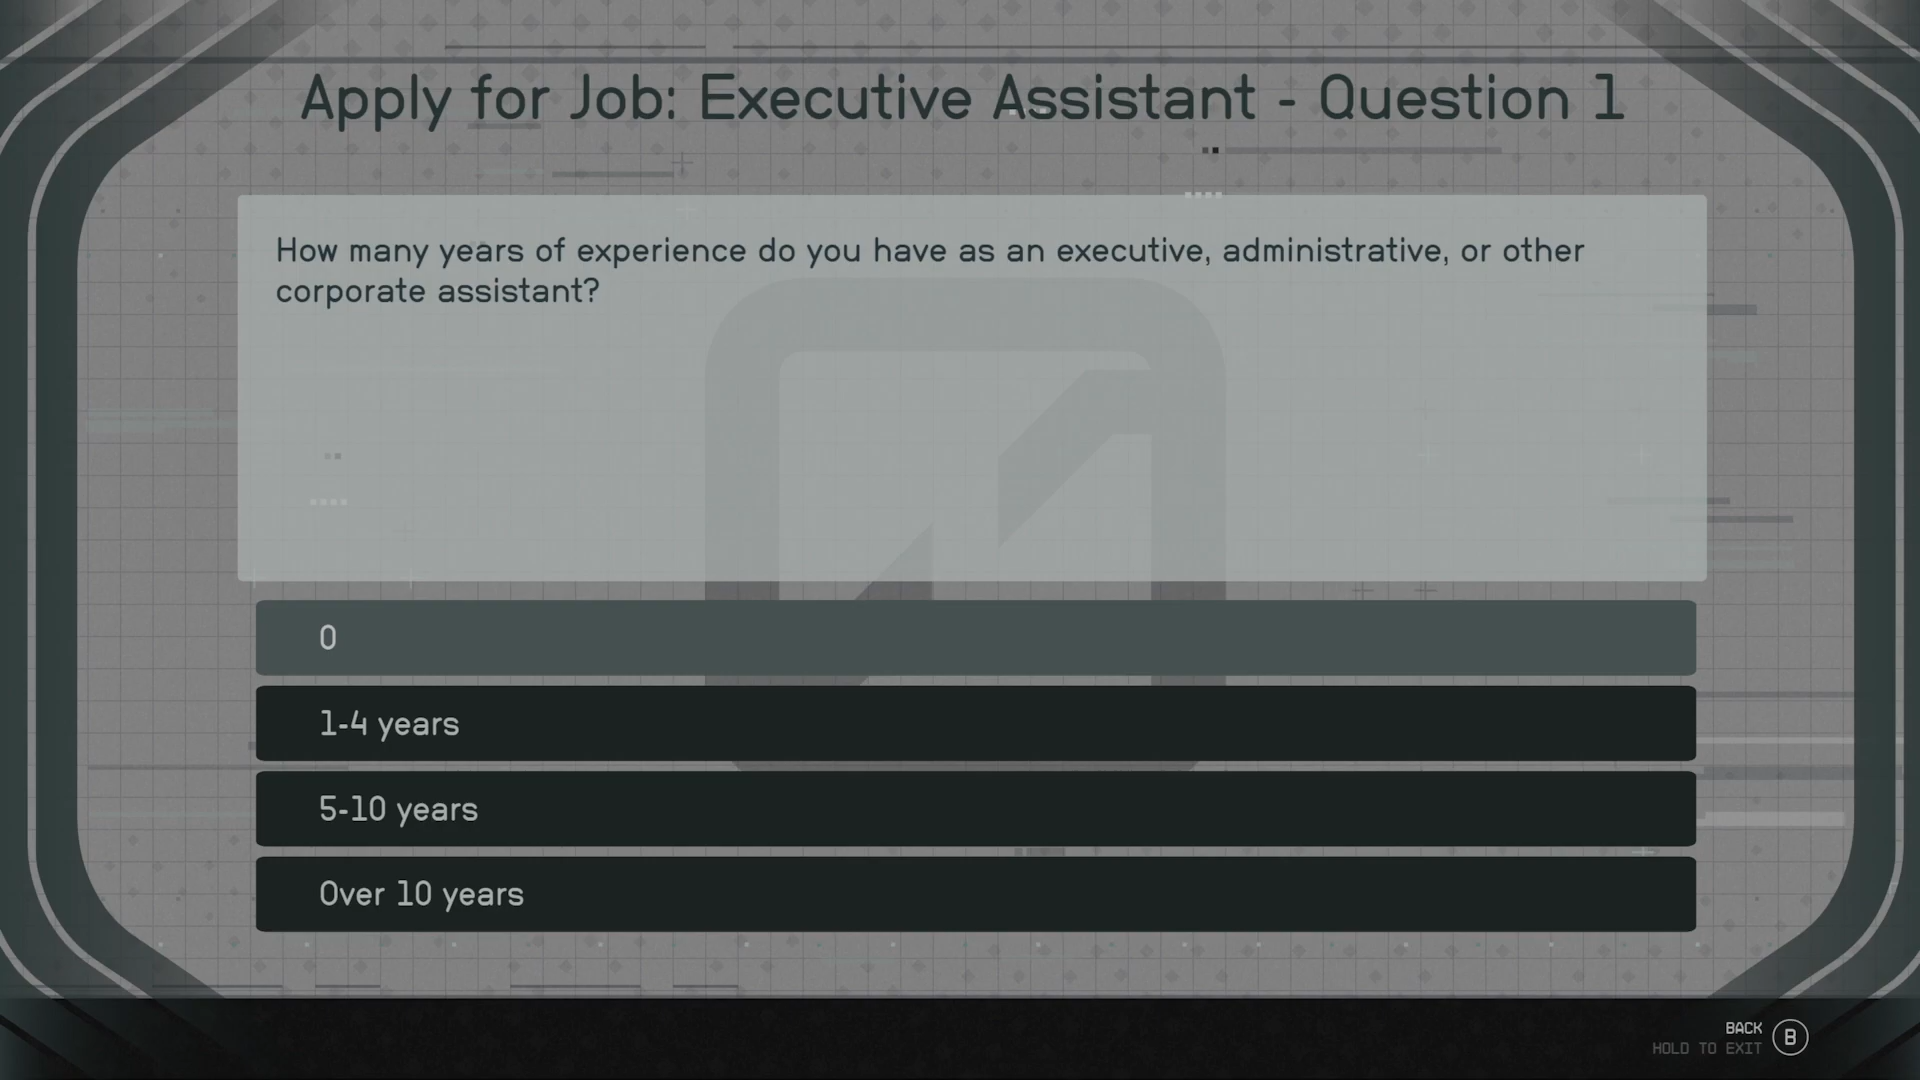 Apply for Job: Executive Assistant - Question 1
How many years of experience do you have as an executive, administrative, or other
corporate assistant?
0
1-4 years
5-10 years
Over 10 years
BACK
HOLD TO EXIT
B